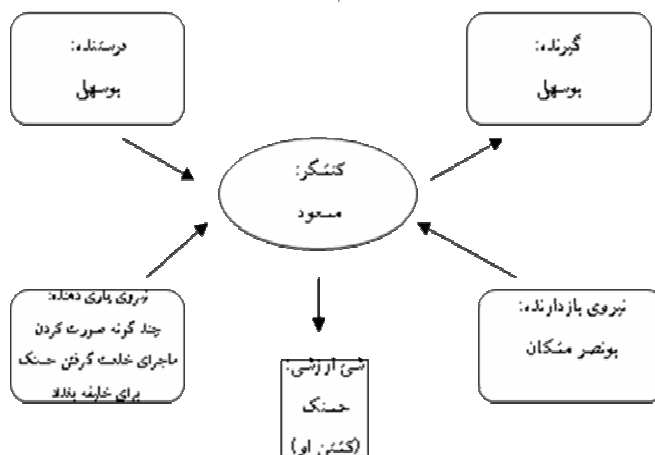 گیرنده:
بوسهل
فرستنده:
بوسهل
کنشگر:
مسعود
نیروی بازدارنده:
بونصر مشکان
نیروی یاری دهنده:
چند گونه صورت کردن
ماجرای خلعت گرفتن حسنک
برای خلیفه بغداد
شیء ارزشی:
حسنک
(کشتن او)